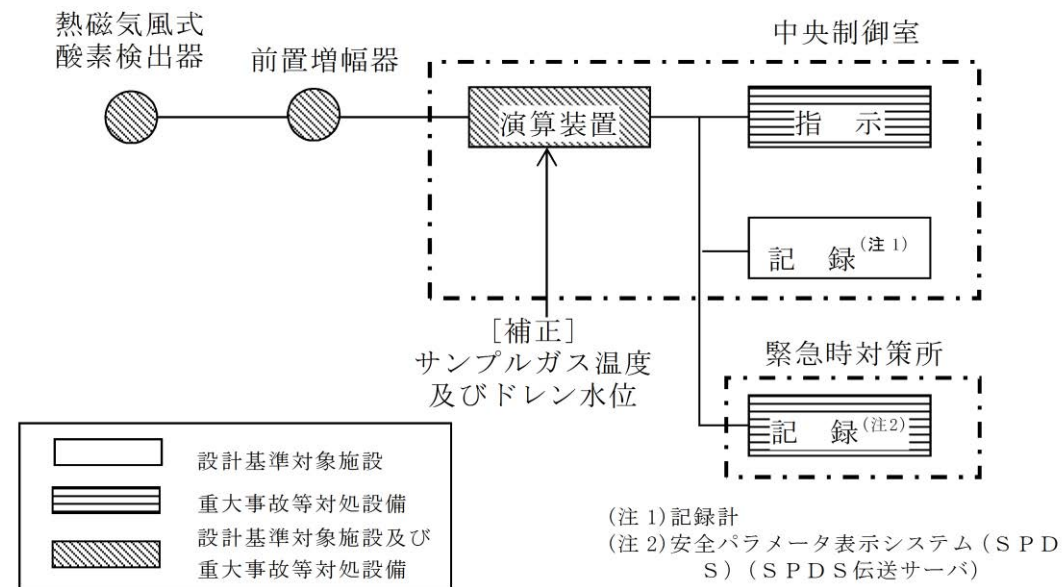 熱磁気風式
酸素検出器
前置増幅器
中央制御室
演算装置
指 示
記 録(注1)
[補正]
サンプルガス温度
及びドレン水位
緊急時対策所
記 録(注2)
設計基準対象施設
重大事故等対処設備
設計基準対象施設及び
重大事故等対処設備
(注1)記録計
(注2)安全パラメータ表示システム(SPD
S)(SPDS伝送サーバ)